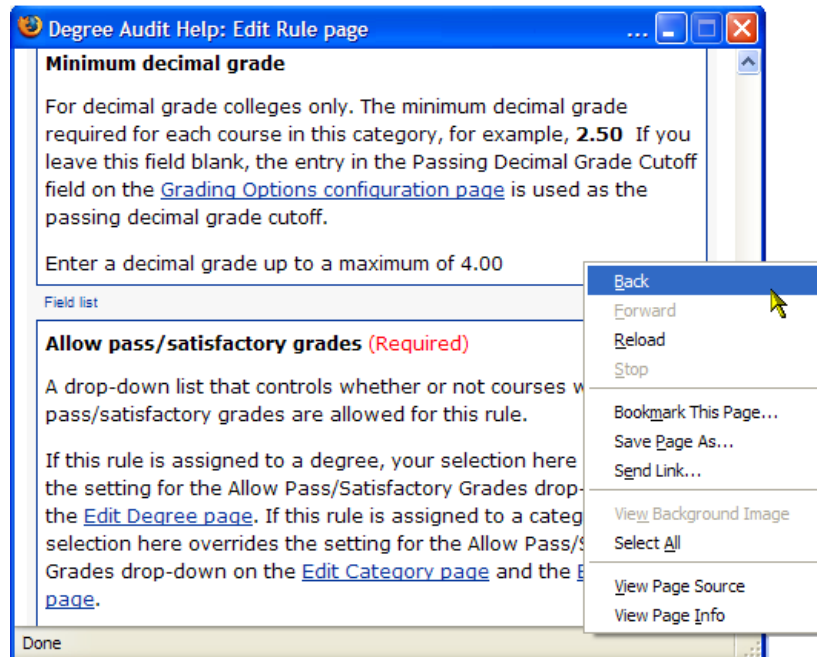 Degree Audit Help: Edit Rule page ...
Minimum decimal grade
For decimal grade colleges only. The minimum decimal grade
required for each course in this category, for example, 2.50 If you
leave this field blank, the entry in the Passing Decimal Grade Cutoff
field on the Grading Options configuration page is used as the
passing decimal grade cutoff.
Enter a decimal grade up to a maximum of 4.00
Field list
Allow pass/satisfactory grades (Required)
A drop-down list that controls whether or not courses
pass/satisfactory grades are allowed for this rule.
If this rule is assigned to a degree, your selection here
the setting for the Allow Pass/Satisfactory Grades drop-
the Edit Degree page. If this rule is assigned to a categ
selection here overrides the setting for the Allow Pass/
Grades drop-down on the Edit Category page and the
page.
Back
Forward
Reload
Stop
Bookmark This Page...
Save Page As...
Send Link...
View Background Image
Select All
View Page Source
View Page Info
Done